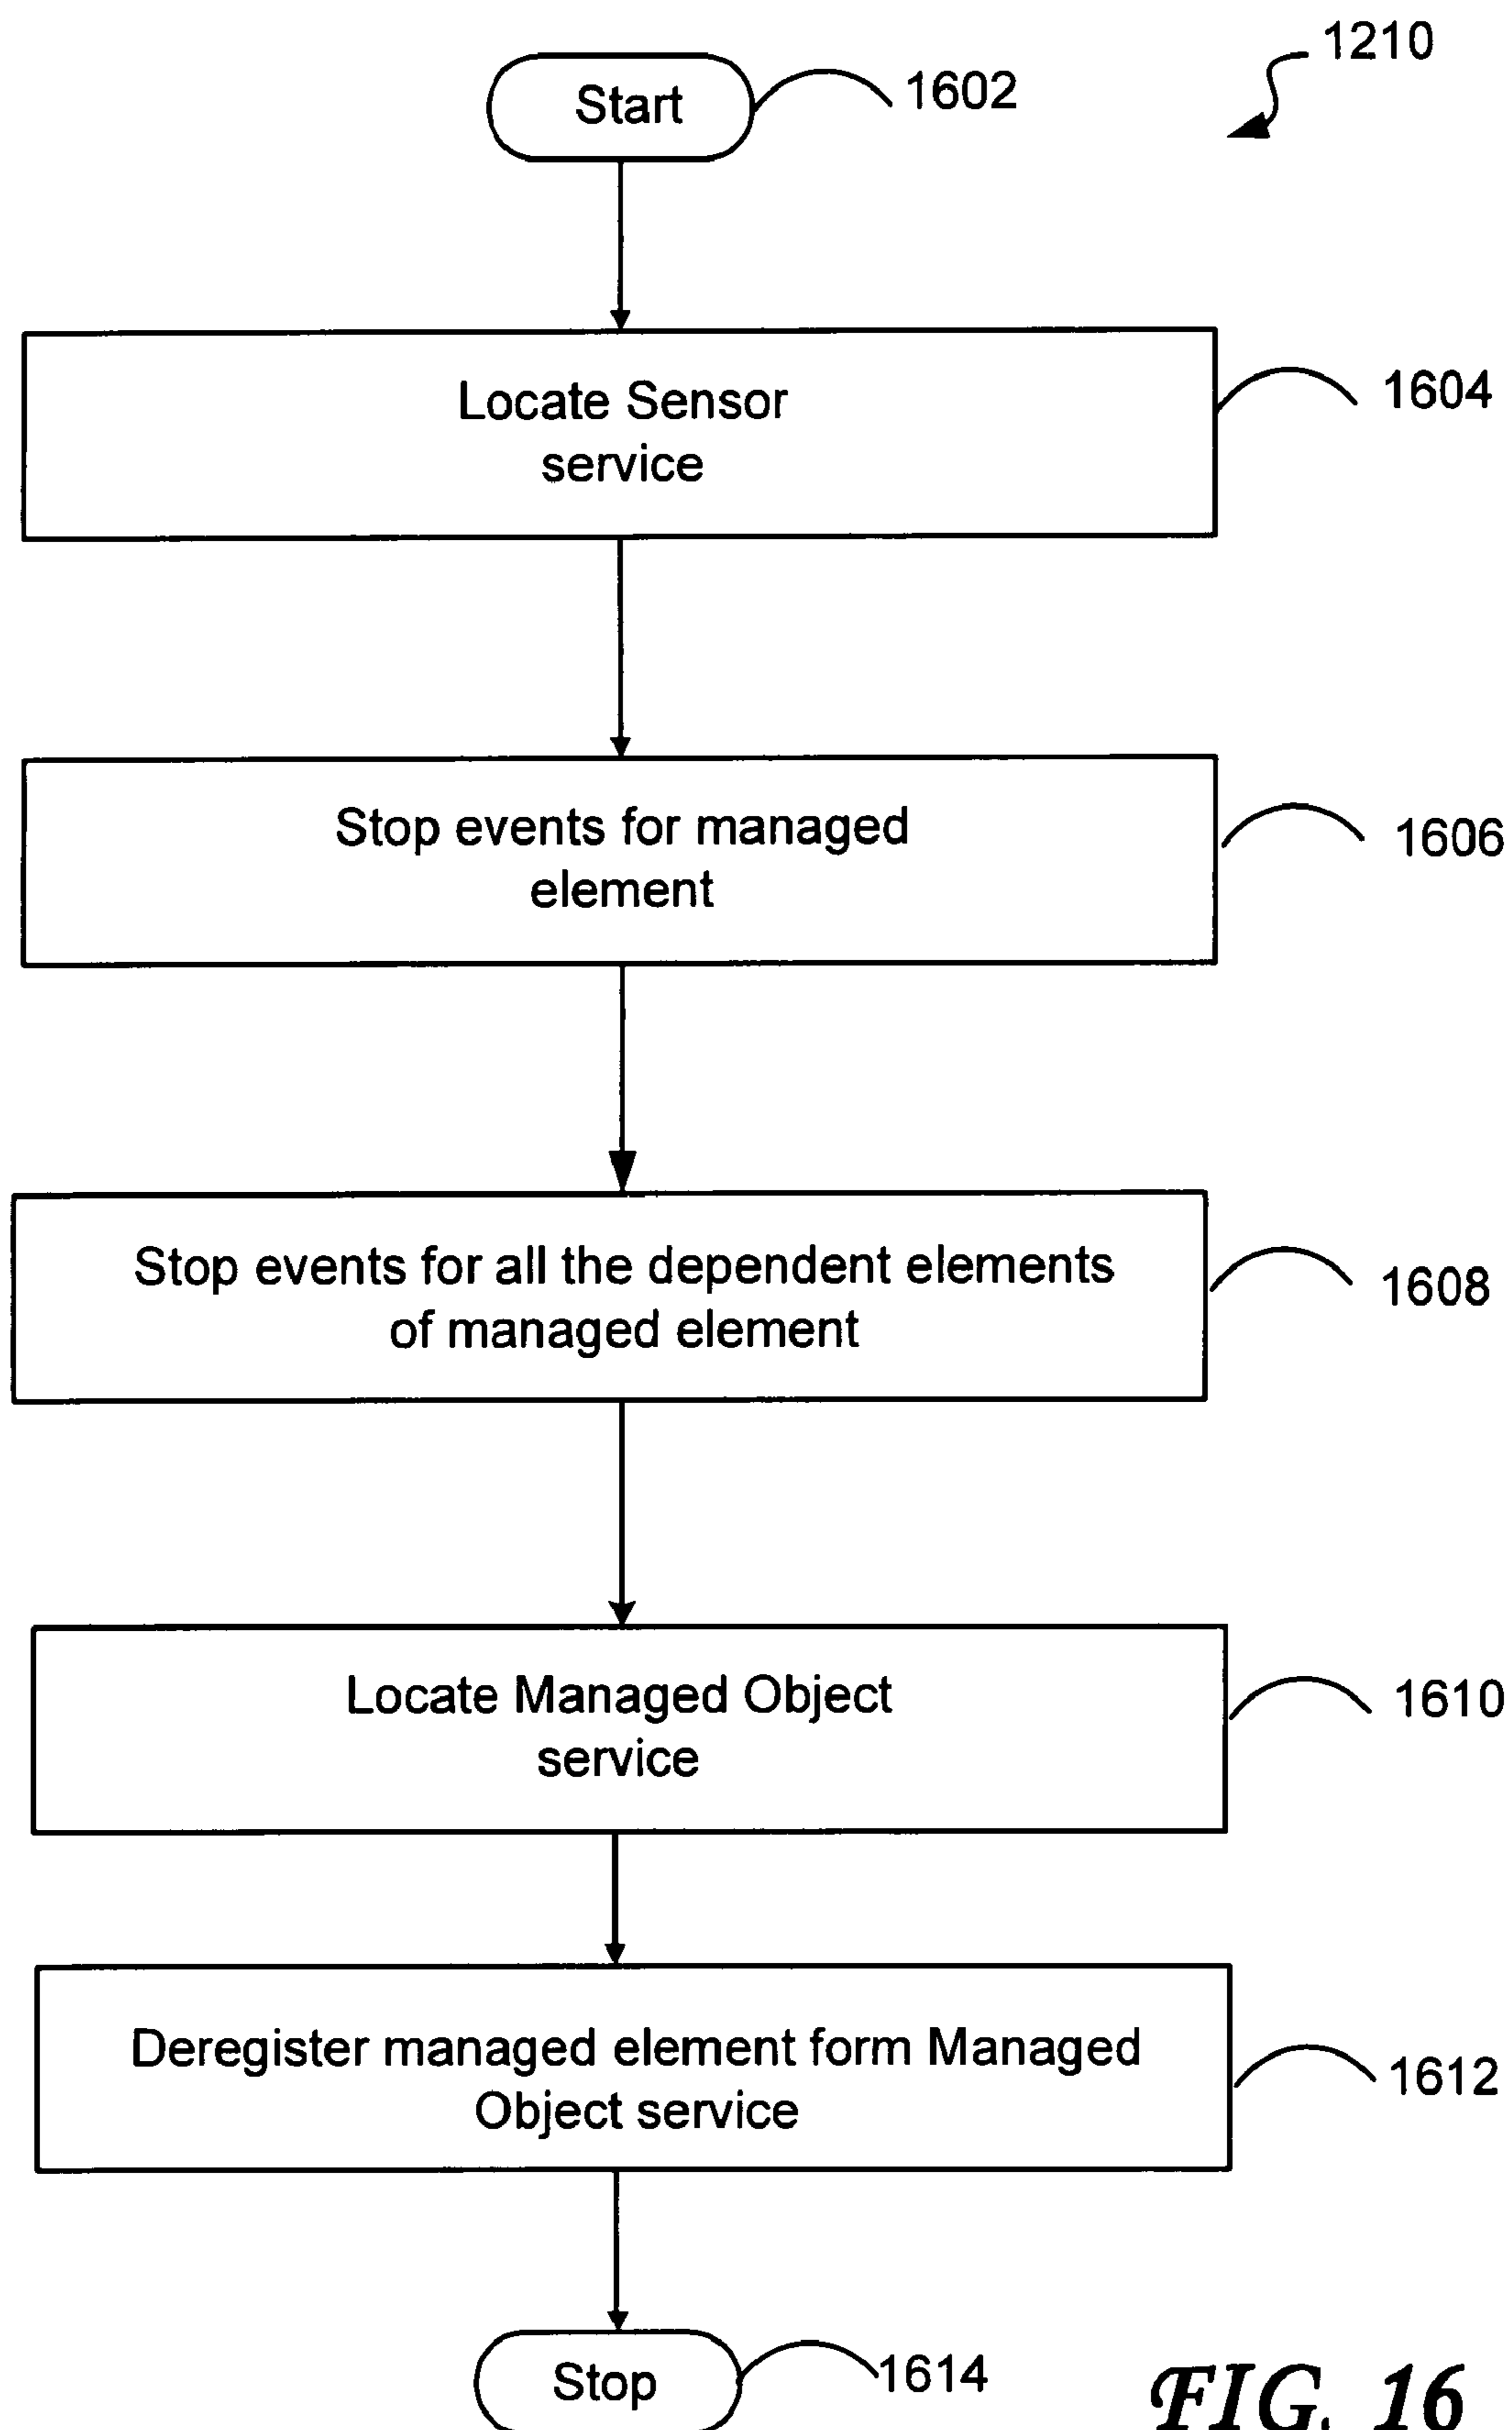 1210
Start
1602
Locate Sensor
service
1604
Stop events for managed
element
1606
Stop events for all the dependent elements
of managed element
1608
Locate Managed Object
service
1610
Deregister managed element form Managed
Object service
1612
Stop
1614
FIG. 16